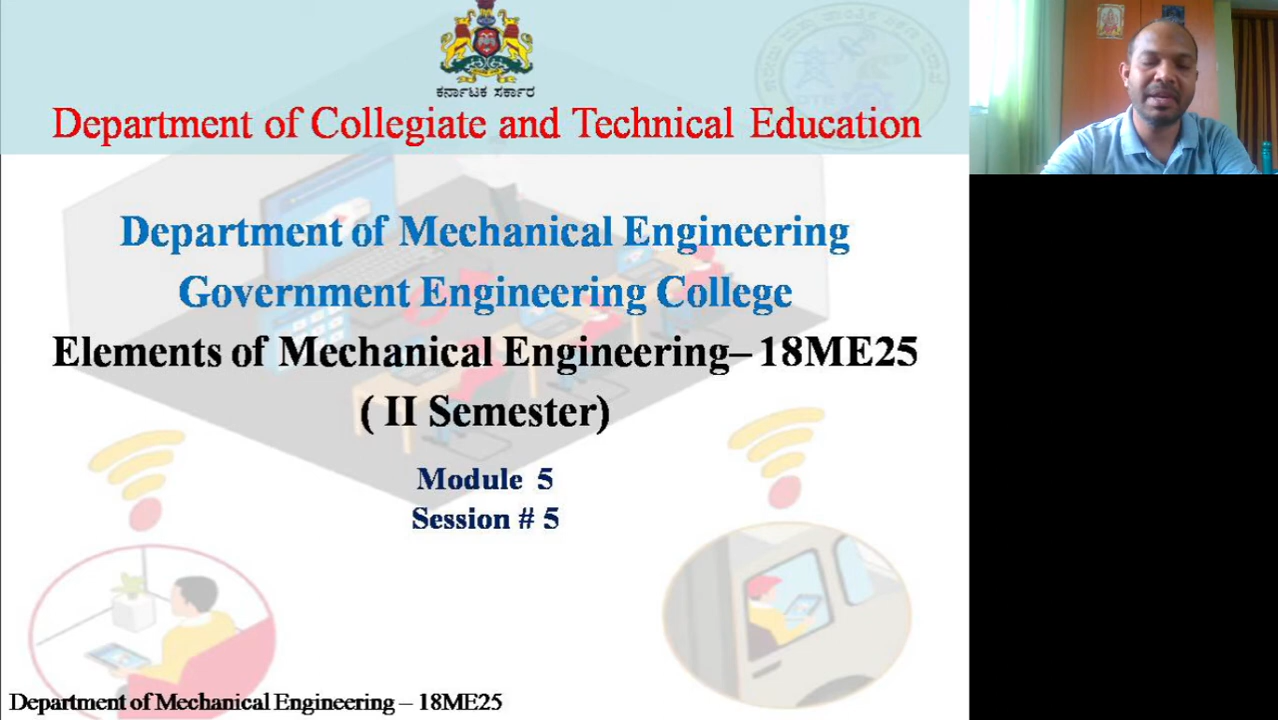 ಕರ್ನಾಟಕ ಸರ್ಕಾರ
Department of Collegiate and Technical Education
Department of Mechanical Engineering
Government Engineering College
Elements of Mechanical Engineering– 18ME25
( II Semester)
Module 5
Session # 5
Department of Mechanical Engineering – 18ME25